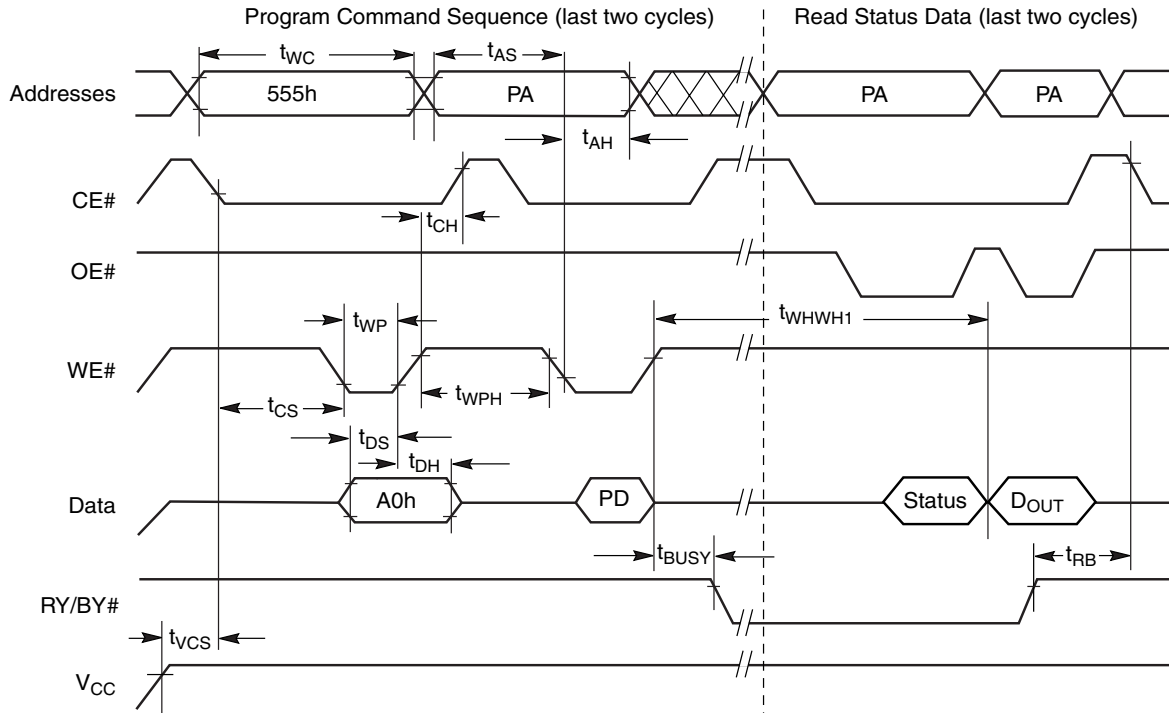 Program Command Sequence (last two cycles) Read Status Data (last two cycles)
tWC tAS
Addresses 555h PA PA PA
tAH
CE#
tCH
OE#
tWP tWHWH1
WE#
tCS tWPH
tDS
tDH
Data A0h PD Status DOUT
tBUSY tRB
RY/BY#
tVCS
VCC